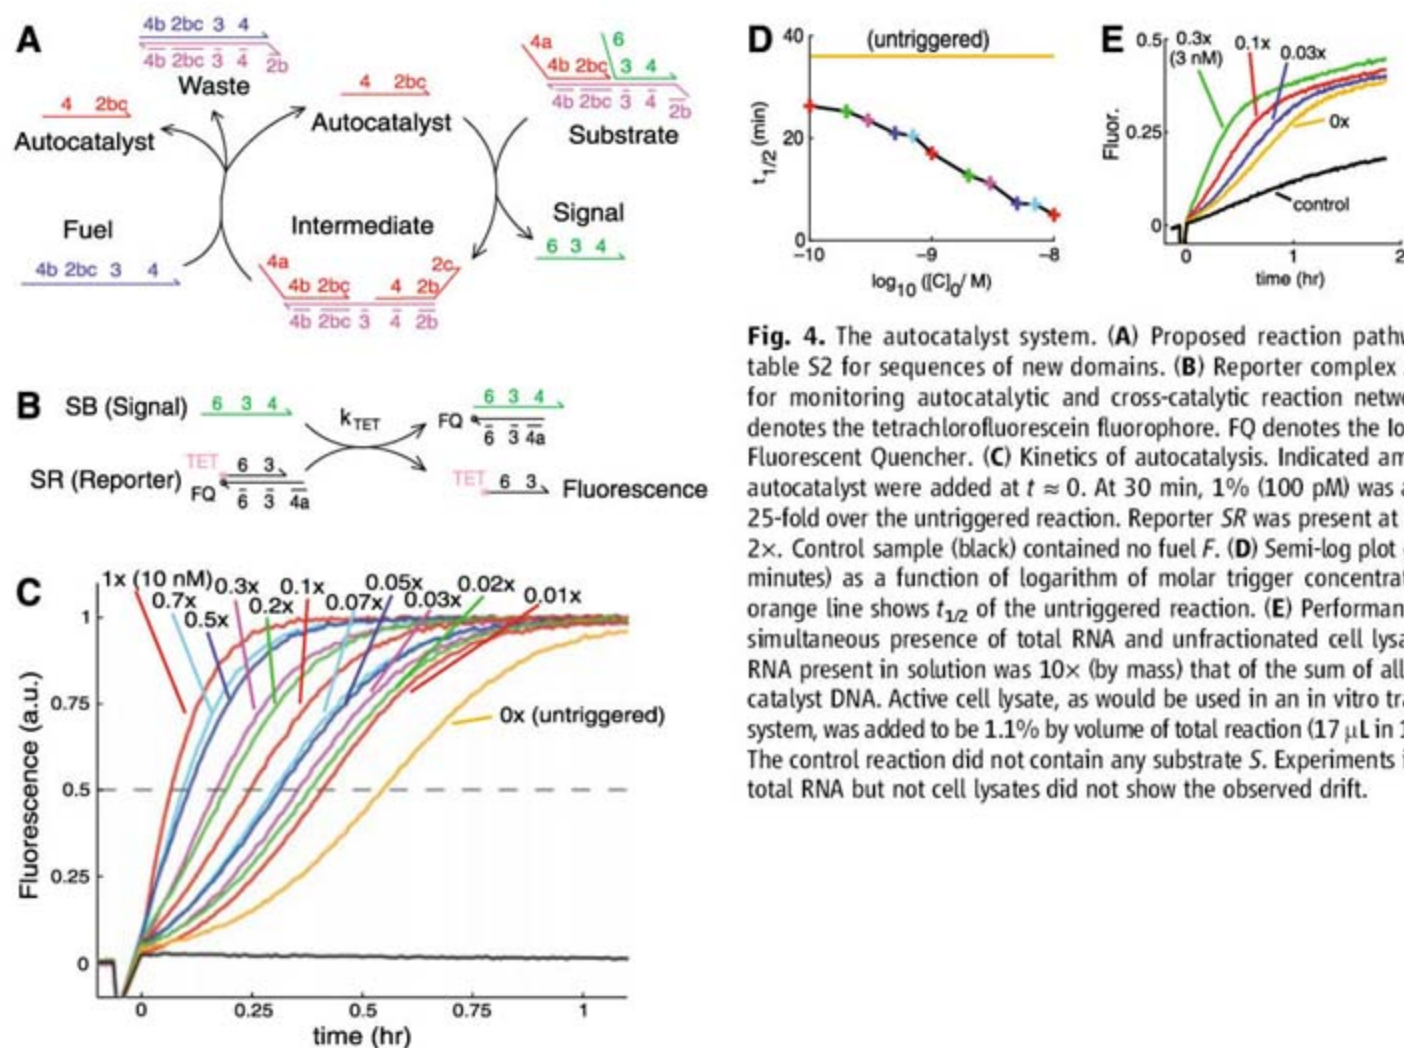 A
4b 2bc 3 4
4b 2bc 3 4 2b
Waste
4 2bc
Autocatalyst
4 2bc
Autocatalyst
4a
6
4b 2bc 3 4
4b 2bc 3 4 2b
Substrate
Fuel
4b 2bc 3 4
Intermediate
4a 2c
4b 2bc 4 2b
4b 2bc 3 4 2b
Signal
6 3 4
B
SB (Signal) 6 3 4
kTET
6 3 4
FQ
6 3 4a
TET
SR (Reporter) 6 3
FQ 6 3 4a
TET 6 3 Fluorescence
C
1x (10 nM)
0.7x
0.5x
0.3x
0.2x
0.1x
0.07x
0.05x
0.03x
0.02x
0.01x
0x (untriggered)
1
0.75
0.5
0.25
0
Fluorescence (a.u.)
0 0.25 0.5 0.75 1
time (hr)
D
40
20
0
t1/2 (min)
(untriggered)
−10 −9 −8
log10 ([C]0/ M)
E
0.5
0.25
0
Fluor.
0.3x
(3 nM)
0.1x
0.03x
0x
control
0 1 2
time (hr)
Fig. 4. The autocatalyst system. (A) Proposed reaction pathw
table S2 for sequences of new domains. (B) Reporter complex
for monitoring autocatalytic and cross-catalytic reaction netwo
denotes the tetrachlorofluorescein fluorophore. FQ denotes the Io
Fluorescent Quencher. (C) Kinetics of autocatalysis. Indicated am
autocatalyst were added at t ≈ 0. At 30 min, 1% (100 pM) was a
25-fold over the untriggered reaction. Reporter SR was present at
2×. Control sample (black) contained no fuel F. (D) Semi-log plot
minutes) as a function of logarithm of molar trigger concentrat
orange line shows t1/2 of the untriggered reaction. (E) Performan
simultaneous presence of total RNA and unfractionated cell lysa
RNA present in solution was 10× (by mass) that of the sum of all
catalyst DNA. Active cell lysate, as would be used in an in vitro tra
system, was added to be 1.1% by volume of total reaction (17 μL in 1
The control reaction did not contain any substrate S. Experiments i
total RNA but not cell lysates did not show the observed drift.